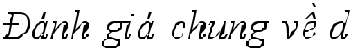 Đánh giá chung về d